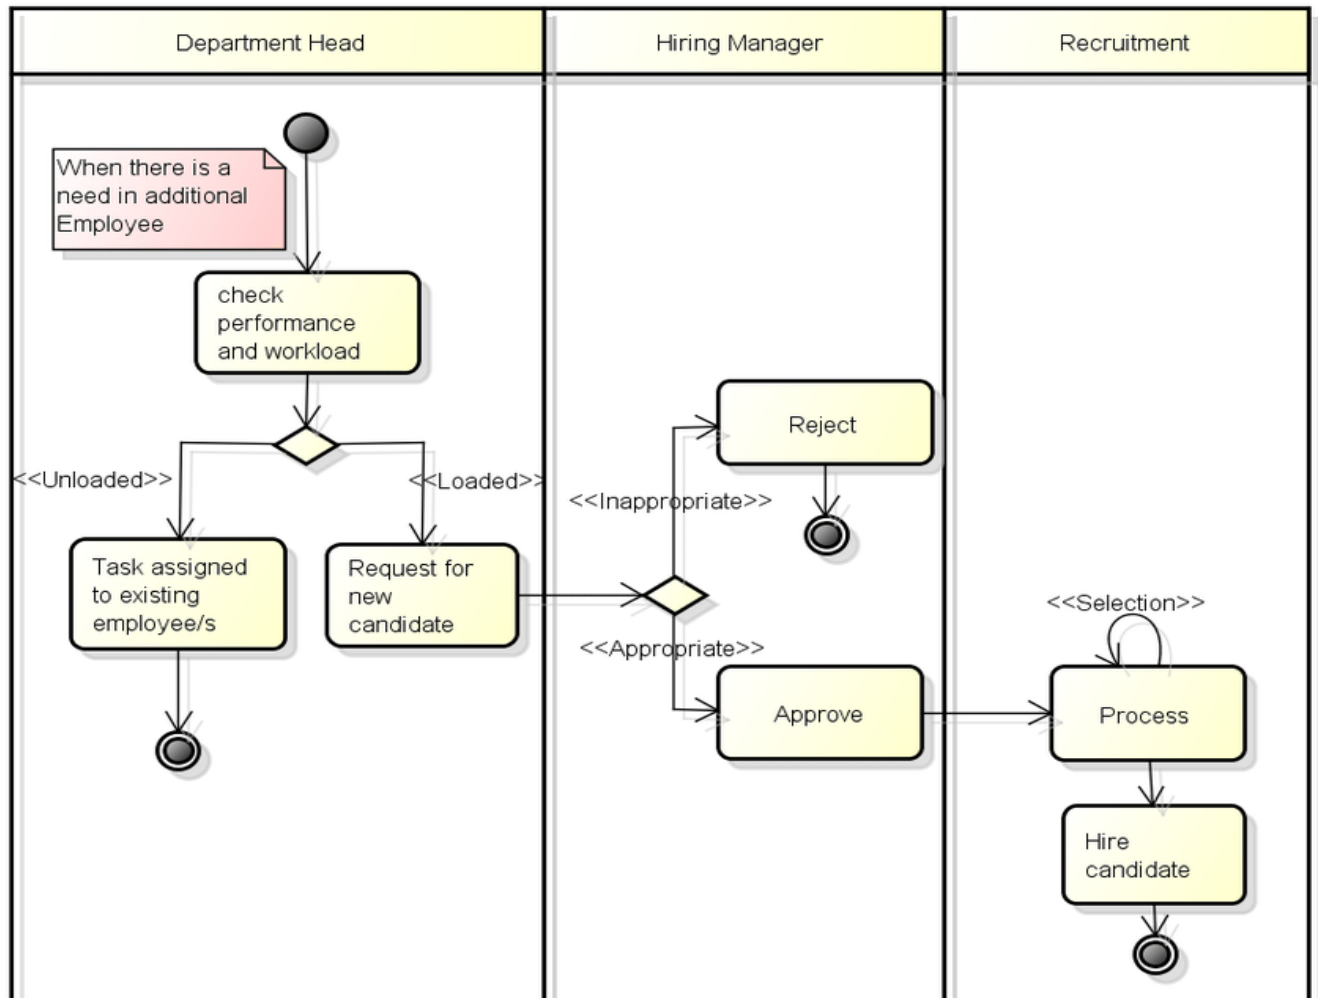 Department Head
Hiring Manager
Recruitment
When there is a
need in additional
Employee
check
performance
and workload
<<Unloaded>>
<<Loaded>>
Task assigned
to existing
employee/s
Request for
new
candidate
Reject
<<Inappropriate>>
<<Appropriate>>
Approve
<<Selection>>
Process
Hire
candidate